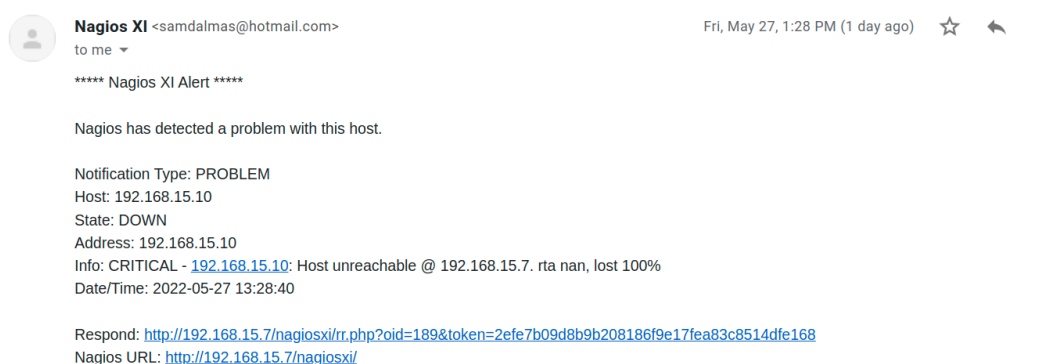 Nagios XI <samdalmas@hotmail.com> Fri, May 27, 1:28 PM (1 day ago)
to me
***** Nagios XI Alert *****
Nagios has detected a problem with this host.
Notification Type: PROBLEM
Host: 192.168.15.10
State: DOWN
Address: 192.168.15.10
Info: CRITICAL - 192.168.15.10: Host unreachable @ 192.168.15.7. rta nan, lost 100%
Date/Time: 2022-05-27 13:28:40
Respond: http://192.168.15.7/nagiosxi/rr.php?oid=189&token=2efe7b09d8b9b208186f9e17fea83c8514dfe168
Nagios URL: http://192.168.15.7/nagiosxi/